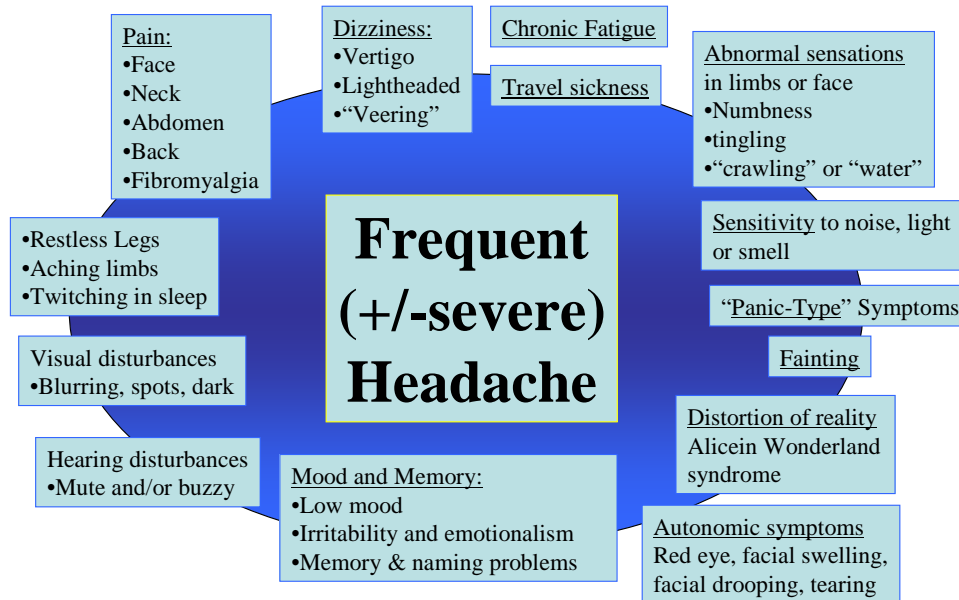 Pain:
•Face
•Neck
•Abdomen
•Back
•Fibromyalgia
Dizziness:
•Vertigo
•Lightheaded
•“Veering”
Chronic Fatigue
Travel sickness
Abnormal sensations
in limbs or face
•Numbness
•tingling
•“crawling” or “water”
•Restless Legs
•Aching limbs
•Twitching in sleep
Frequent
(+/-severe)
Headache
Sensitivity to noise, light
or smell
“Panic-Type” Symptoms
Fainting
Visual disturbances
•Blurring, spots, dark
Distortion of reality
Alicein Wonderland
syndrome
Hearing disturbances
•Mute and/or buzzy
Mood and Memory:
•Low mood
•Irritability and emotionalism
•Memory & naming problems
Autonomic symptoms
Red eye, facial swelling,
facial drooping, tearing